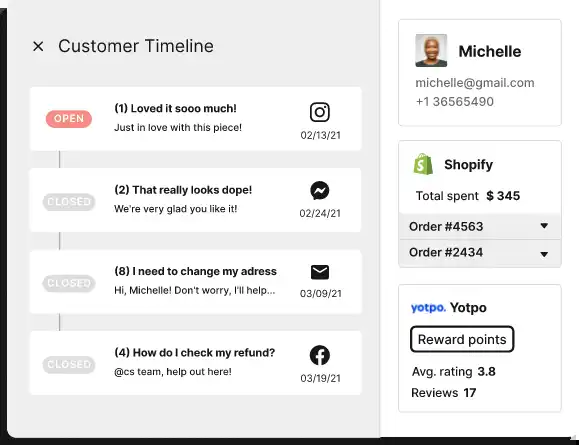 Customer Timeline
OPEN
(1) Loved it sooo much!
Just in love with this piece!
02/13/21
CLOSED
(2) That really looks dope!
We're very glad you like it!
02/24/21
CLOSED
(8) I need to change my adress
Hi, Michelle! Don't worry, I'll help...
03/09/21
CLOSED
(4) How do I check my refund?
@cs team, help out here!
03/19/21
Michelle
michelle@gmail.com
+1 36565490
Shopify
Total spent $ 345
Order #4563
Order #2434
yotpo. Yotpo
Reward points
Avg. rating 3.8
Reviews 17